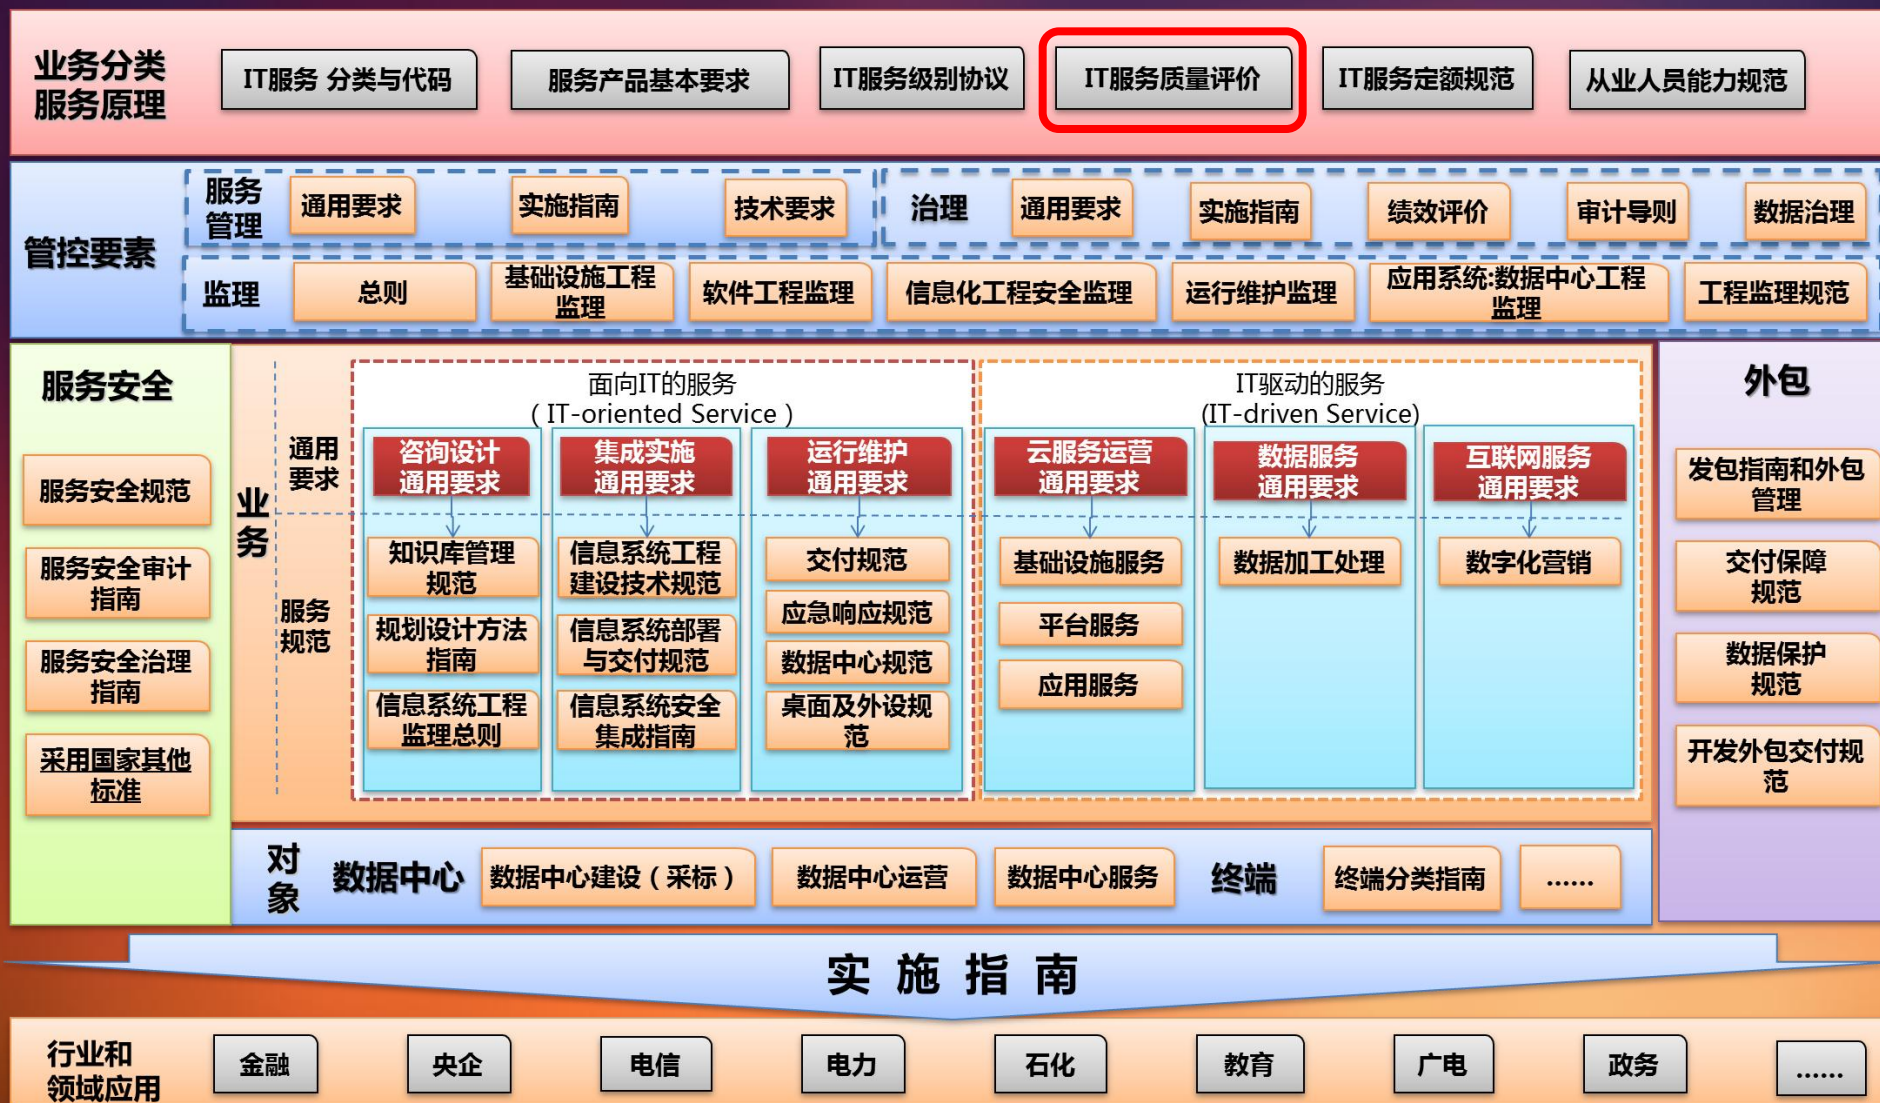 业务分类
服务原理
IT服务 分类与代码
服务产品基本要求
IT服务级别协议
IT服务质量评价
IT服务定额规范
从业人员能力规范
管控要素
服务
管理
通用要求
实施指南
技术要求
治理
通用要求
实施指南
绩效评价
审计导则
数据治理
监理
总则
基础设施工程
监理
软件工程监理
信息化工程安全监理
运行维护监理
应用系统:数据中心工程
监理
工程监理规范
服务安全
服务安全规范
服务安全审计
指南
服务安全治理
指南
采用国家其他
标准
业
务
通用
要求
服务
规范
面向IT的服务
（IT-oriented Service）
咨询设计
通用要求
知识库管理
规范
规划设计方法
指南
信息系统工程
监理总则
集成实施
通用要求
信息系统工程
建设技术规范
信息系统部署
与交付规范
信息系统安全
集成指南
运行维护
通用要求
交付规范
应急响应规范
数据中心规范
桌面及外设规
范
IT驱动的服务
(IT-driven Service)
云服务运营
通用要求
基础设施服务
平台服务
应用服务
数据服务
通用要求
数据加工处理
互联网服务
通用要求
数字化营销
外包
发包指南和外包
管理
交付保障
规范
数据保护
规范
开发外包交付规
范
对
象
数据中心
数据中心建设（采标）
数据中心运营
数据中心服务
终端
终端分类指南
......
实 施 指 南
行业和
领域应用
金融
央企
电信
电力
石化
教育
广电
政务
......